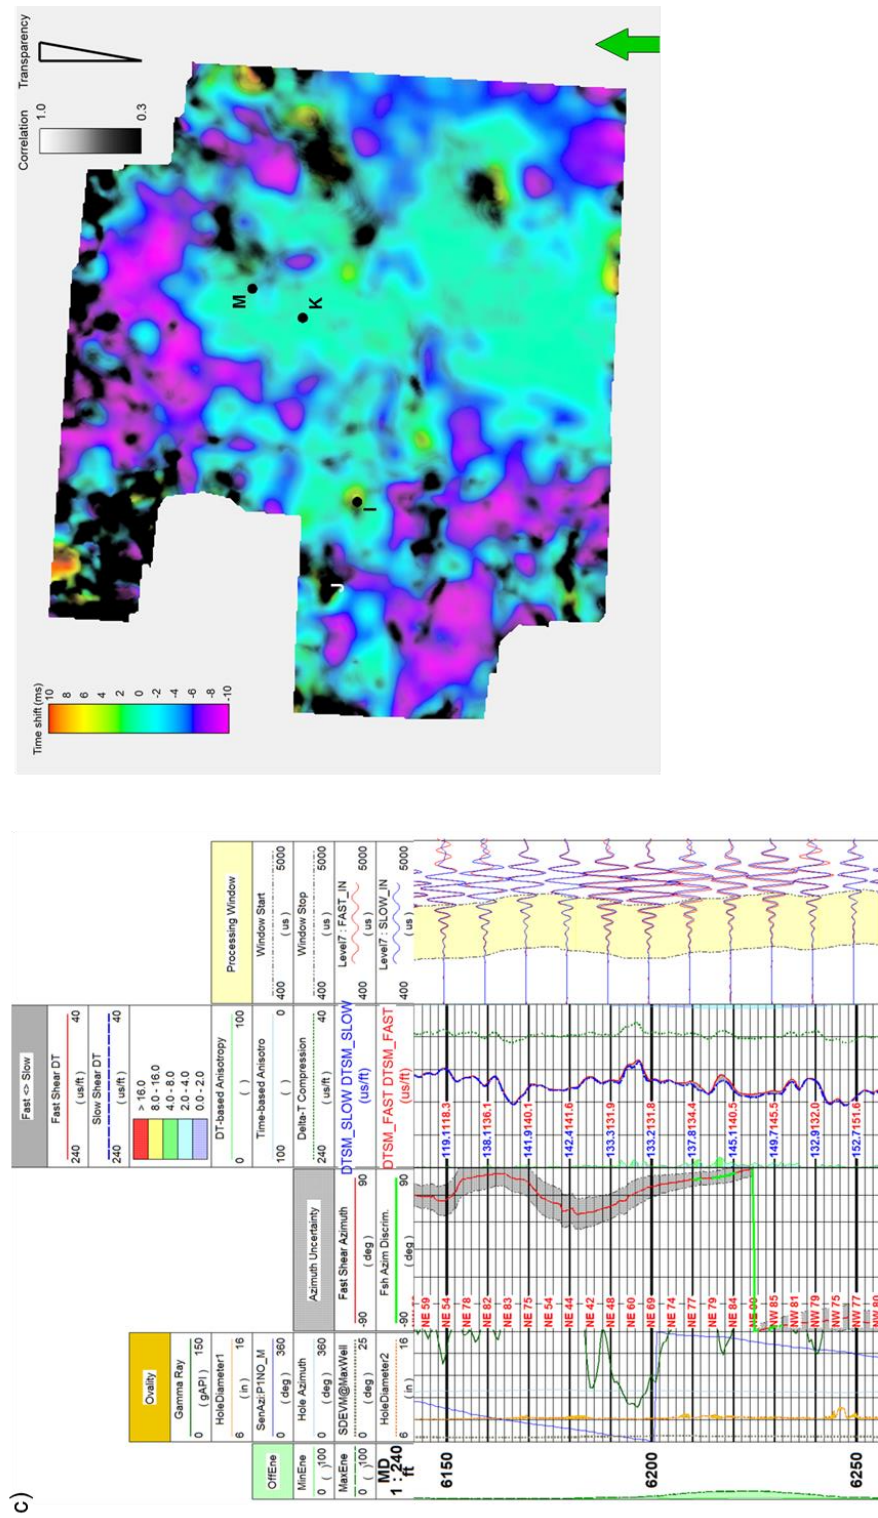 c)
Ovality
Gamma Ray
0 ( gAPI ) 150
HoleDiameter1
6 ( in ) 16
SenAzi:P1NO_M
0 ( deg ) 360
OffEne
MinEne
0 ( )100
Hole Azimuth
0 ( deg ) 360
MaxEne
0 ( )100
SDEVM@MaxWell
0 ( deg ) 25
MD
1 : 240
ft
HoleDiameter2
6 ( in ) 16
Azimuth Uncertainty
Fast Shear Azimuth
-90 ( deg ) 90
Fsh Azim Discrim.
-90 ( deg ) 90
Fast <> Slow
Fast Shear DT
240 ( us/ft ) 40
Slow Shear DT
240 ( us/ft ) 40
> 16.0
8.0 - 16.0
4.0 - 8.0
2.0 - 4.0
0.0 - 2.0
DT-based Anisotropy
0 ( ) 100
Time-based Anisotro
100 ( ) 0
Delta-T Compression
240 ( us/ft ) 40
DTSM_SLOW DTSM_SLOW
(us/ft)
DTSM_FAST DTSM_FAST
(us/ft)
Processing Window
Window Start
400 ( us ) 5000
Window Stop
400 ( us ) 5000
Level7 : FAST_IN
400 ( us ) 5000
Level7 : SLOW_IN
400 ( us ) 5000
NE 59
6150 NE 54 119.1118.3
NE 78
NE 82 138.1136.1
NE 83
NE 75 141.9140.1
NE 54
NE 44 142.4141.6
NE 42
NE 48 133.3131.9
NE 60
6200 NE 69 133.2131.8
NE 74
NE 77 137.8134.4
NE 79
NE 84 145.1140.5
NW 85 149.7145.5
NW 81
NW 79 132.9132.0
NW 75
6250 NW 77 152.7151.6
Time shift (ms)
10
8
6
4
2
0
-2
-4
-6
-8
-10
Correlation
1.0
0.3
Transparency
M
K
I
J